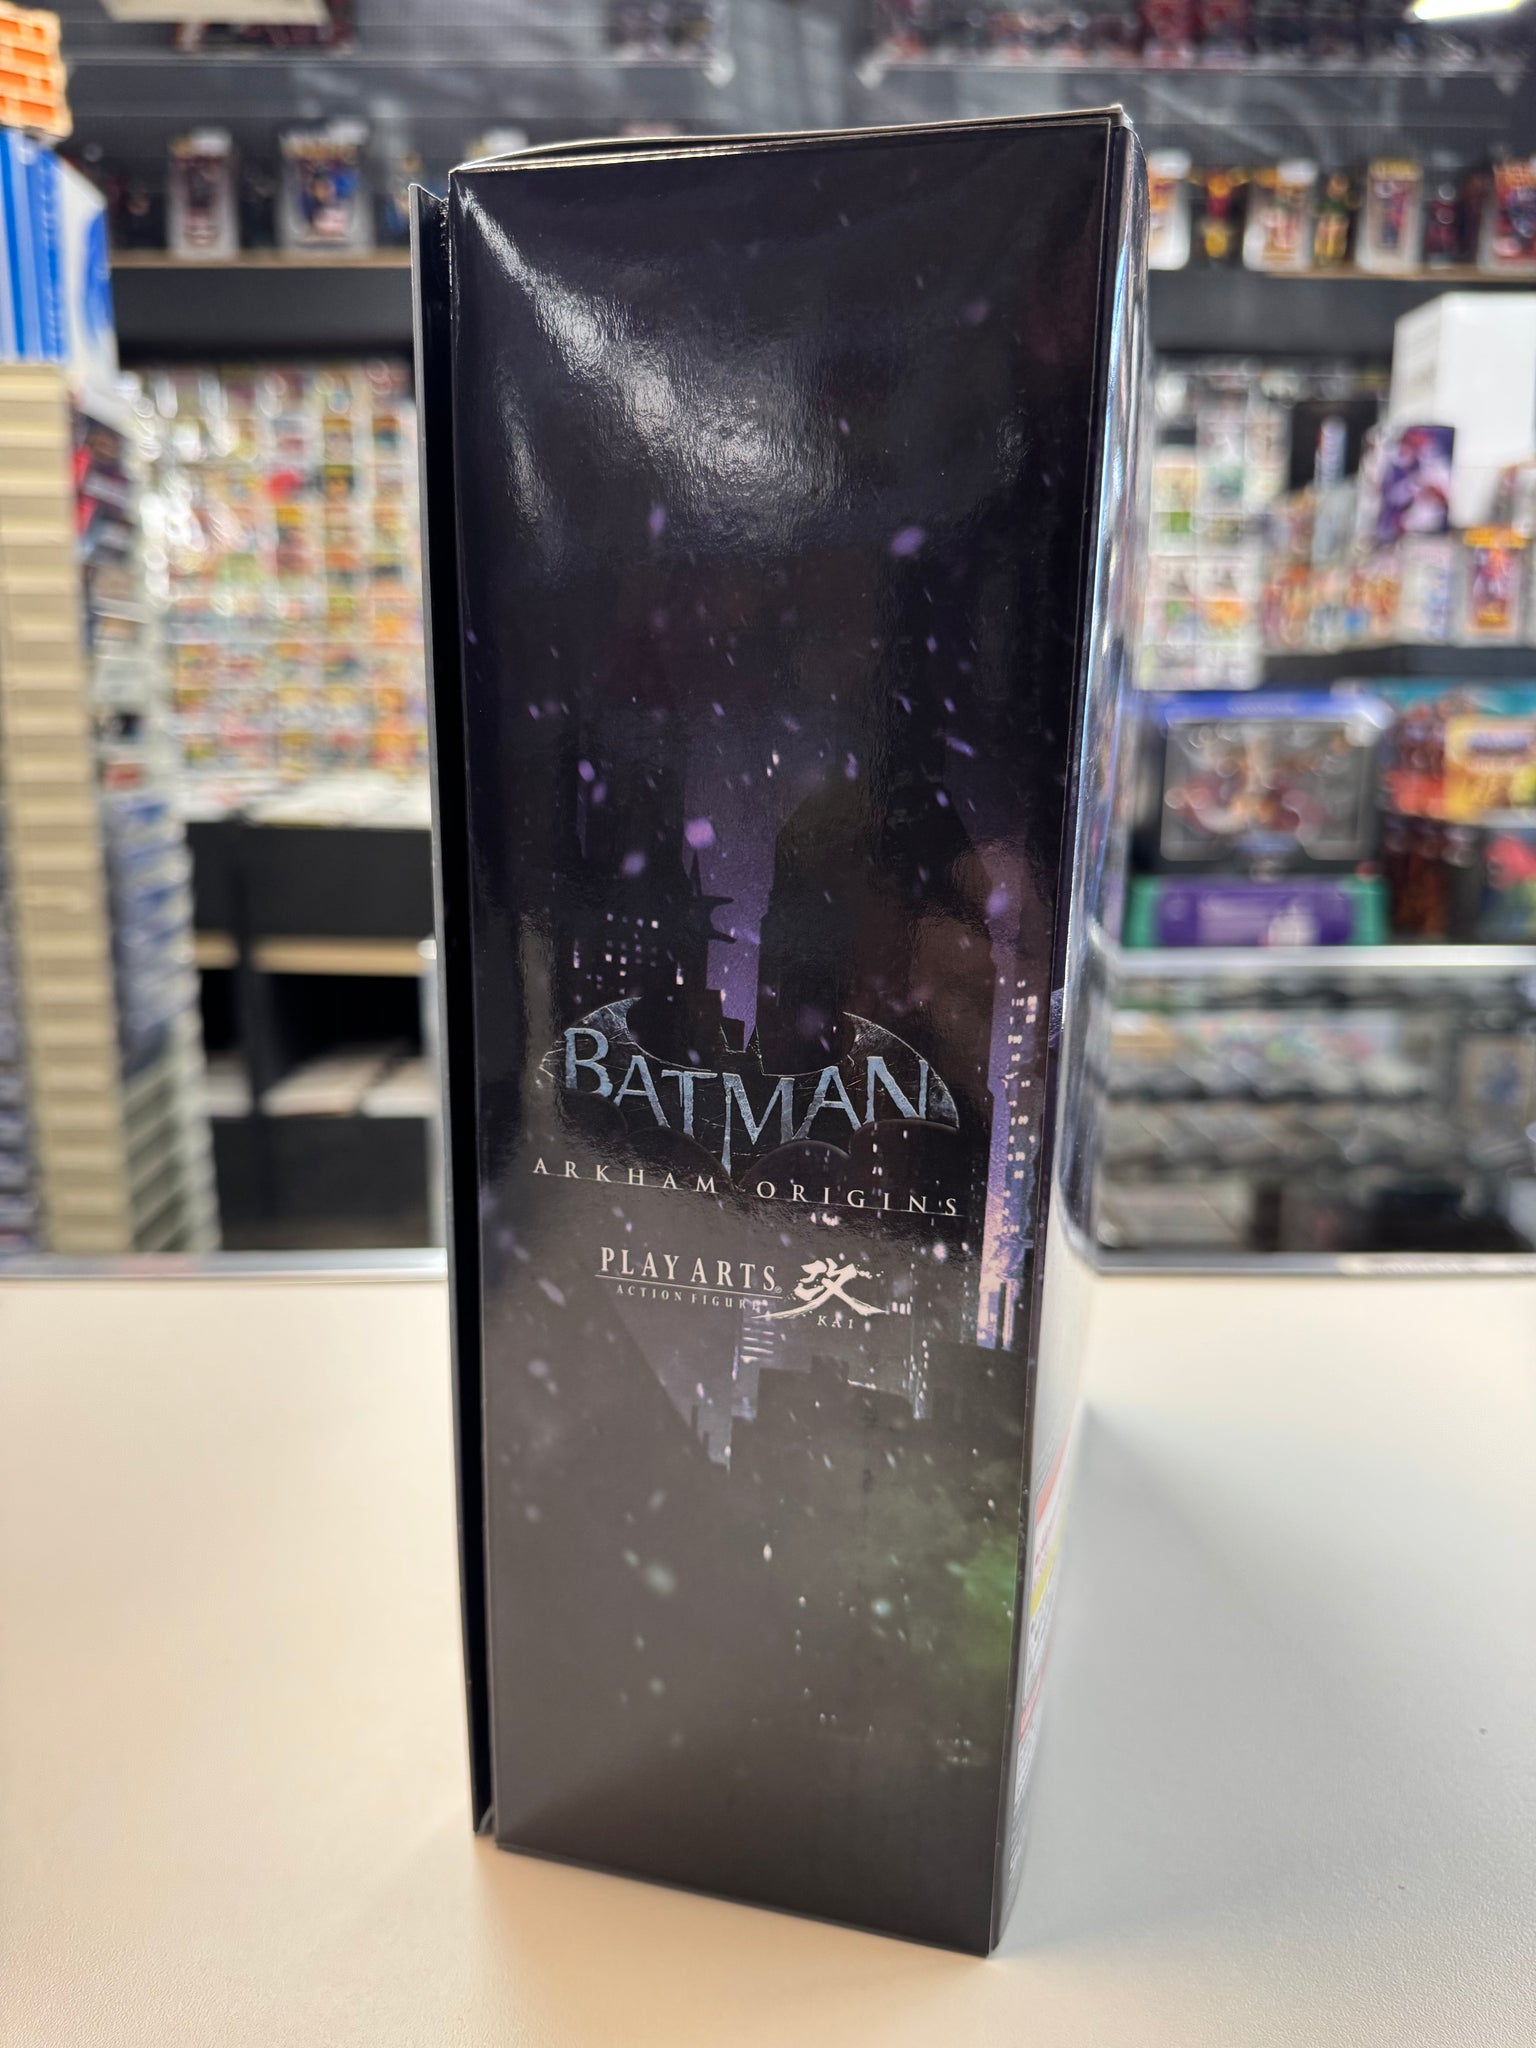 BATMAN
ARKHAM ORIGINS
PLAY ARTS® 改
ACTION FIGURE
KAI